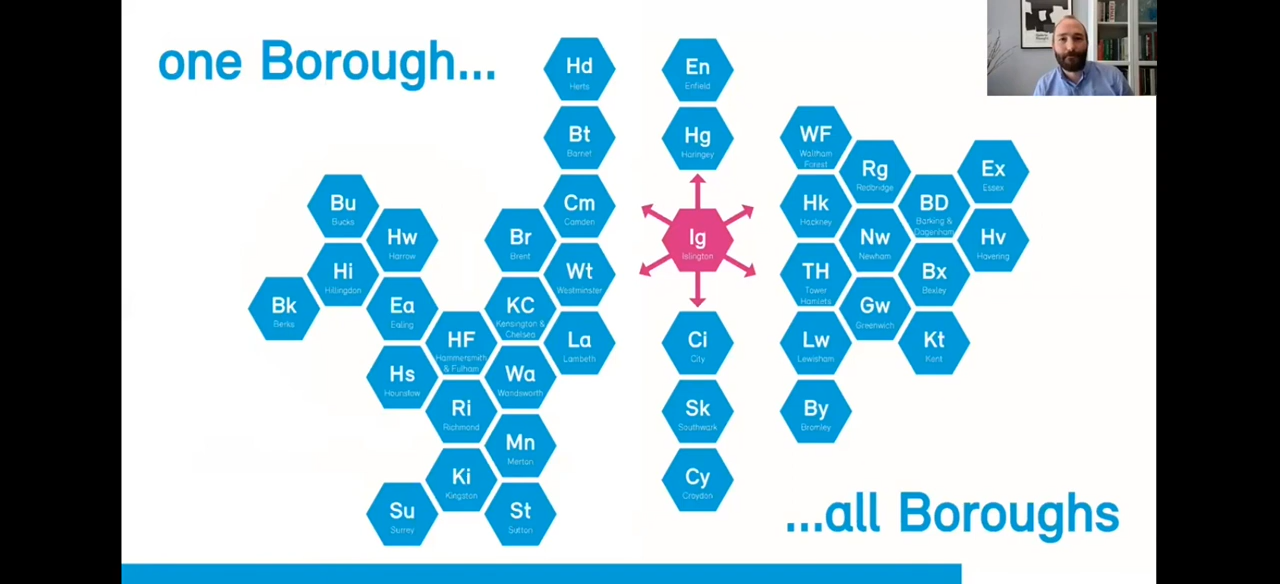 one Borough...
Hd
Herts
En
Enfield
Bt
Barnet
Hg
Haringey
WF
Waltham
Forest
Rg
Redbridge
Ex
Essex
Bu
Bucks
Cm
Camden
Hk
Hackney
BD
Barking &
Dagenham
Hw
Harrow
Br
Brent
Ig
Islington
Nw
Newham
Hv
Havering
Hi
Hillingdon
Wt
Westminster
TH
Tower
Hamlets
Bx
Bexley
Bk
Berks
Ea
Ealing
KC
Kensington &
Chelsea
Gw
Greenwich
HF
Hammersmith
& Fulham
La
Lambeth
Ci
City
Lw
Lewisham
Kt
Kent
Hs
Hounslow
Wa
Wandsworth
Ri
Richmond
Sk
Southwark
By
Bromley
Mn
Merton
Ki
Kingston
Cy
Croydon
Su
Surrey
St
Sutton
...all Boroughs